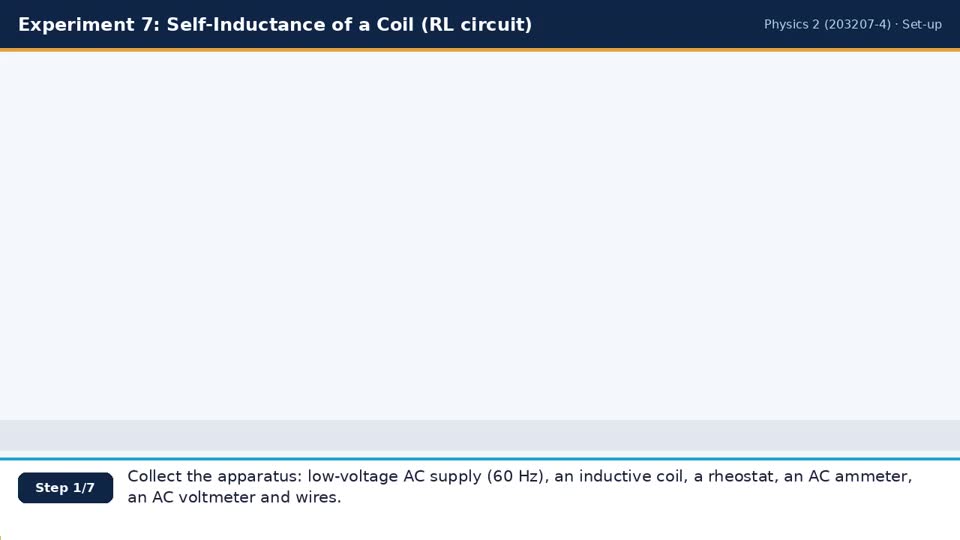 Experiment 7: Self-Inductance of a Coil (RL circuit)
Physics 2 (203207-4) · Set-up
Step 1/7
Collect the apparatus: low-voltage AC supply (60 Hz), an inductive coil, a rheostat, an AC ammeter,
an AC voltmeter and wires.